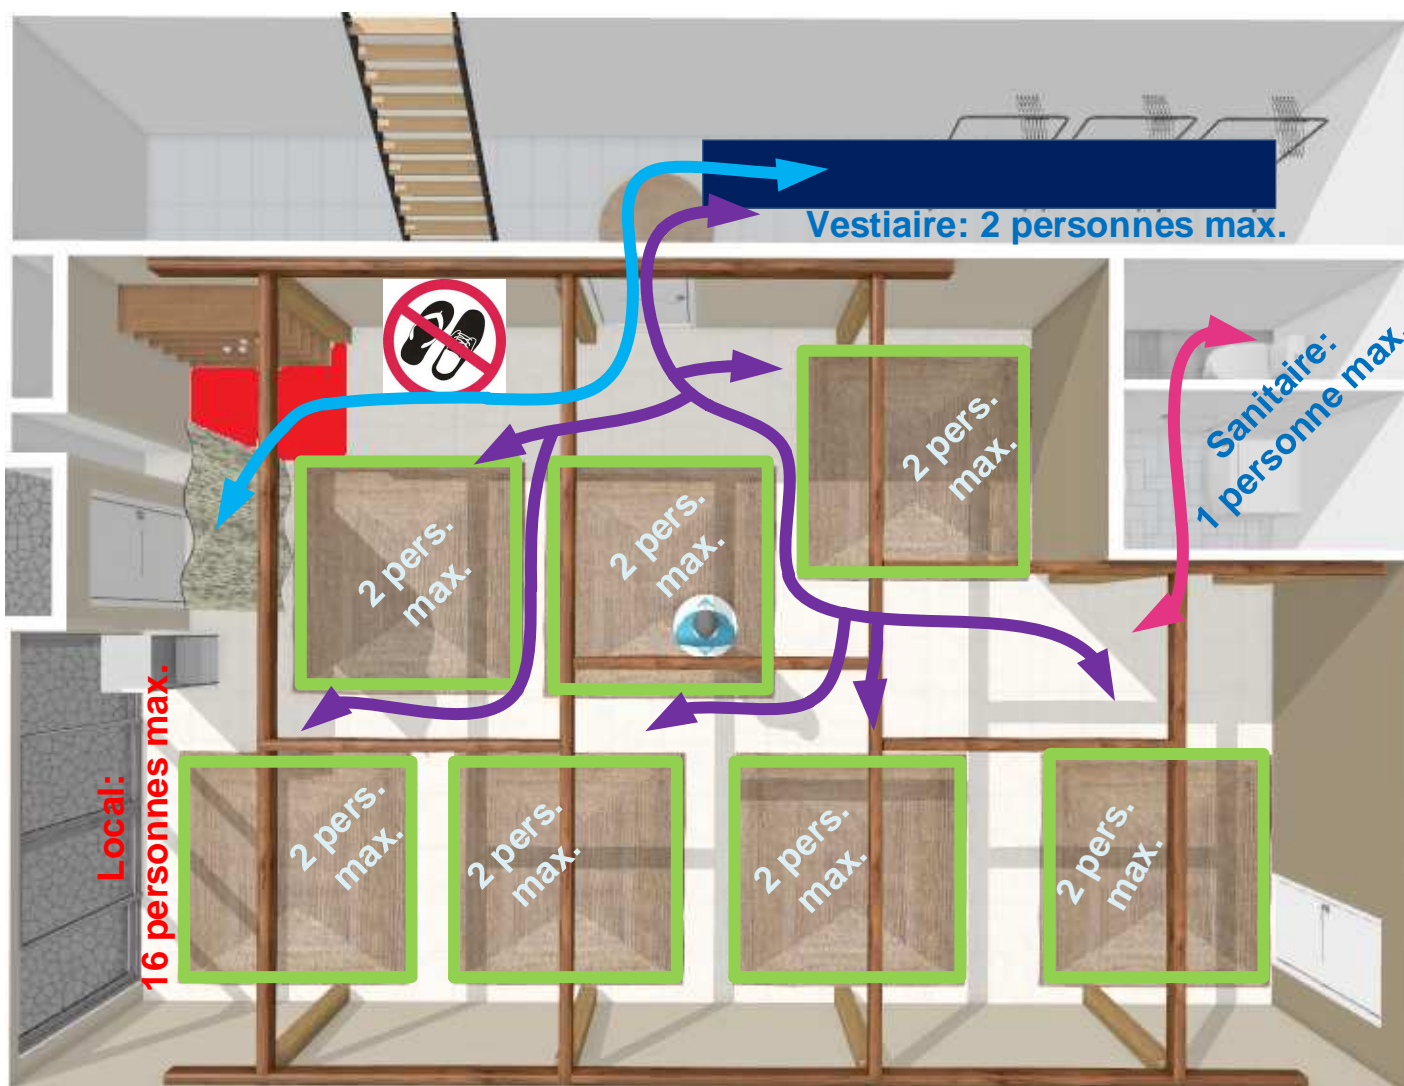 Vestiaire: 2 personnes max.
Sanitaire:
1 personne max.
2 pers.
max.
2 pers.
max.
2 pers.
max.
Local:
16 personnes max.
2 pers.
max.
2 pers.
max.
2 pers.
max.
2 pers.
max.